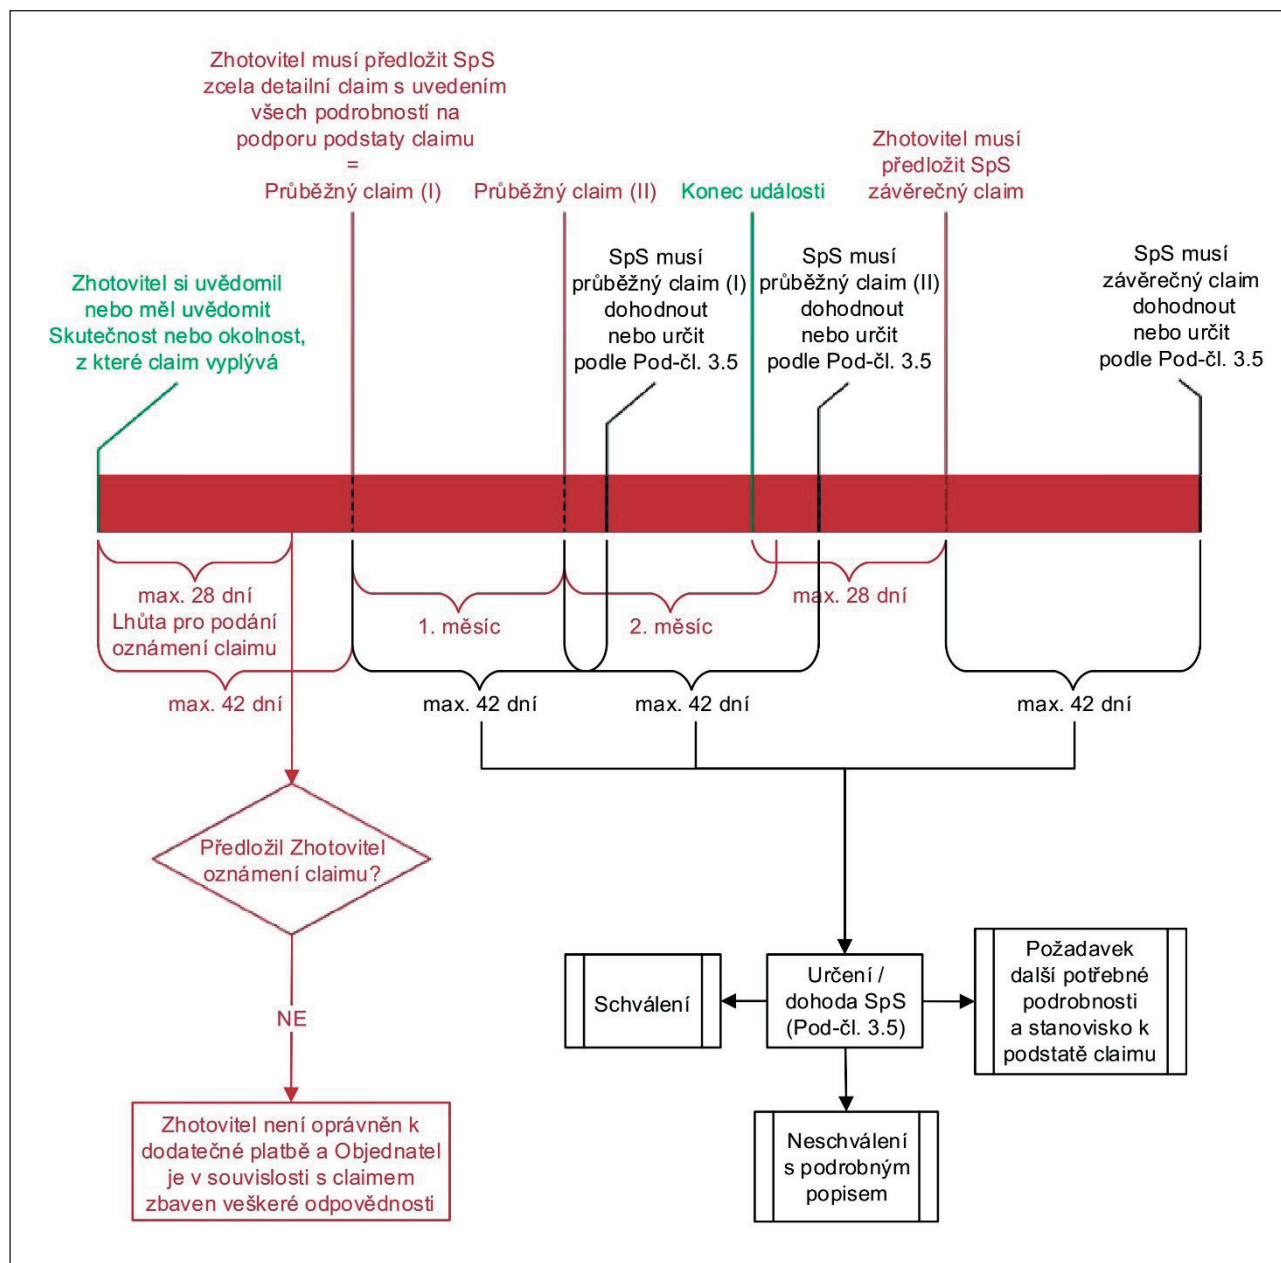 Zhotovitel musí předložit SpS
zcela detailní claim s uvedením
všech podrobností na
podporu podstaty claimu
=
Průběžný claim (I)
Průběžný claim (II)
Konec události
Zhotovitel musí
předložit SpS
závěrečný claim
Zhotovitel si uvědomil
nebo měl uvědomit
Skutečnost nebo okolnost,
z které claim vyplývá
SpS musí
průběžný claim (I)
dohodnout
nebo určit
podle Pod-čl. 3.5
SpS musí
průběžný claim (II)
dohodnout
nebo určit
podle Pod-čl. 3.5
SpS musí
závěrečný claim
dohodnout
nebo určit
podle Pod-čl. 3.5
max. 28 dní
Lhůta pro podání
oznámení claimu
max. 42 dní
1. měsíc
2. měsíc
max. 28 dní
max. 42 dní
max. 42 dní
max. 42 dní
Předložil Zhotovitel
oznámení claimu?
NE
Zhotovitel není oprávněn k
dodatečné platbě a Objednatel
je v souvislosti s claimem
zbaven veškeré odpovědnosti
Schválení
Určení /
dohoda SpS
(Pod-čl. 3.5)
Požadavek
další potřebné
podrobnosti
a stanovisko k
podstatě claimu
Neschválení
s podrobným
popisem